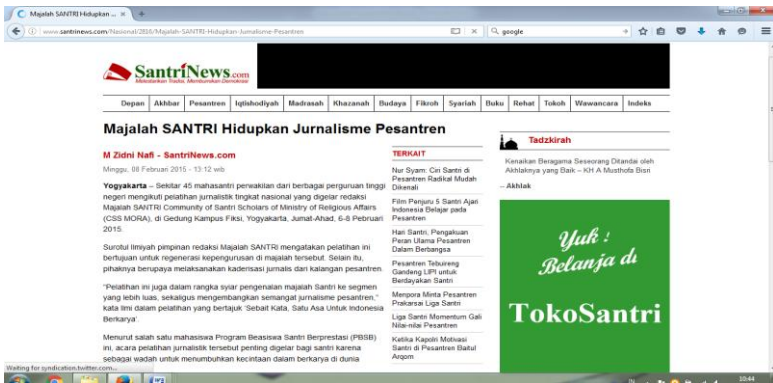 Majalah SANTRI Hidupkan ...
www.santrinews.com/Nasional/2816/Majalah-SANTRI-Hidupkan-Jurnalisme-Pesantren
google
SantriNews.com
Depan Akhbar Pesantren Iqtishodiyah Madrasah Khazanah Budaya Fikroh Syariah Buku Rehat Tokoh Wawancara Indeks
Majalah SANTRI Hidupkan Jurnalisme Pesantren
M Zidni Nafi - SantriNews.com
Minggu, 08 Februari 2015 - 13:12 wib
Yogyakarta – Sekitar 45 mahasantri perwakilan dari berbagai perguruan tinggi
negeri mengikuti pelatihan jurnalistik tingkat nasional yang digelar redaksi
Majalah SANTRI Community of Santri Scholars of Ministry of Religious Affairs
(CSS MORA), di Gedung Kampus Fiksi, Yogyakarta, Jumat-Ahad, 6-8 Pebruari
2015.
Surotul Ilmiyah pimpinan redaksi Majalah SANTRI mengatakan pelatihan ini
bertujuan untuk regenerasi kepengurusan di majalah tersebut. Selain itu,
pihaknya berupaya melaksanakan kaderisasi jurnalis dari kalangan pesantren.
“Pelatihan ini juga dalam rangka syiar pengenalan majalah Santri ke segmen
yang lebih luas, sekaligus mengembangkan semangat jurnalisme pesantren,”
kata Ilmi dalam pelatihan yang bertajuk ‘Sebait Kata, Satu Asa Untuk Indonesia
Berkarya’.
Menurut salah satu mahasiswa Program Beasiswa Santri Berprestasi (PBSB)
ini, acara pelatihan jurnalistik tersebut penting digelar bagi santri karena
sebagai wadah untuk menumbuhkan kecintaan dalam berkarya di dunia
TERKAIT
Nur Syam: Ciri Santri di
Pesantren Radikal Mudah
Dikenali
Film Penjuru 5 Santri Ajari
Indonesia Belajar pada
Pesantren
Hari Santri, Pengakuan
Peran Ulama Pesantren
Dalam Berbangsa
Pesantren Tebuireng
Gandeng LIPI untuk
Berdayakan Santri
Menpora Minta Pesantren
Prakarsai Liga Santri
Liga Santri Momentum Gali
Nilai-nilai Pesantren
Ketika Kapolri Motivasi
Santri di Pesantren Baitul
Arqom
Tadzkirah
Kenaikan Beragama Seseorang Ditandai oleh
Akhlaknya yang Baik – KH A Musthofa Bisri
– Akhlak
Yuk :
Belanja di
TokoSantri
Waiting for syndication.twitter.com...
10:44